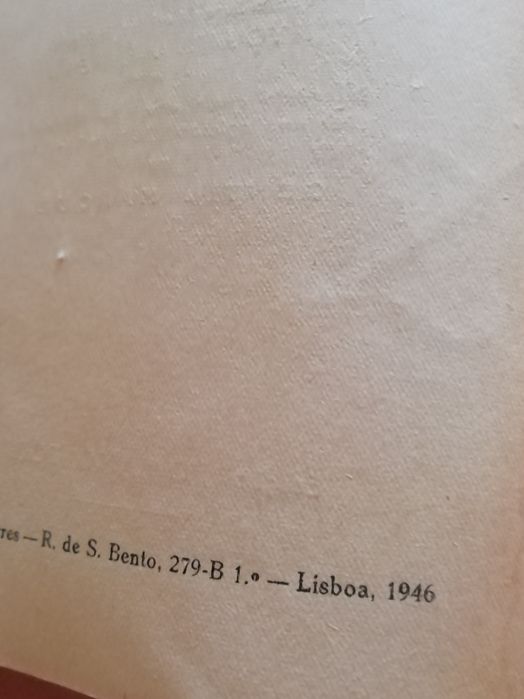 res — R. de S. Bento, 279-B 1.º — Lisboa, 1946